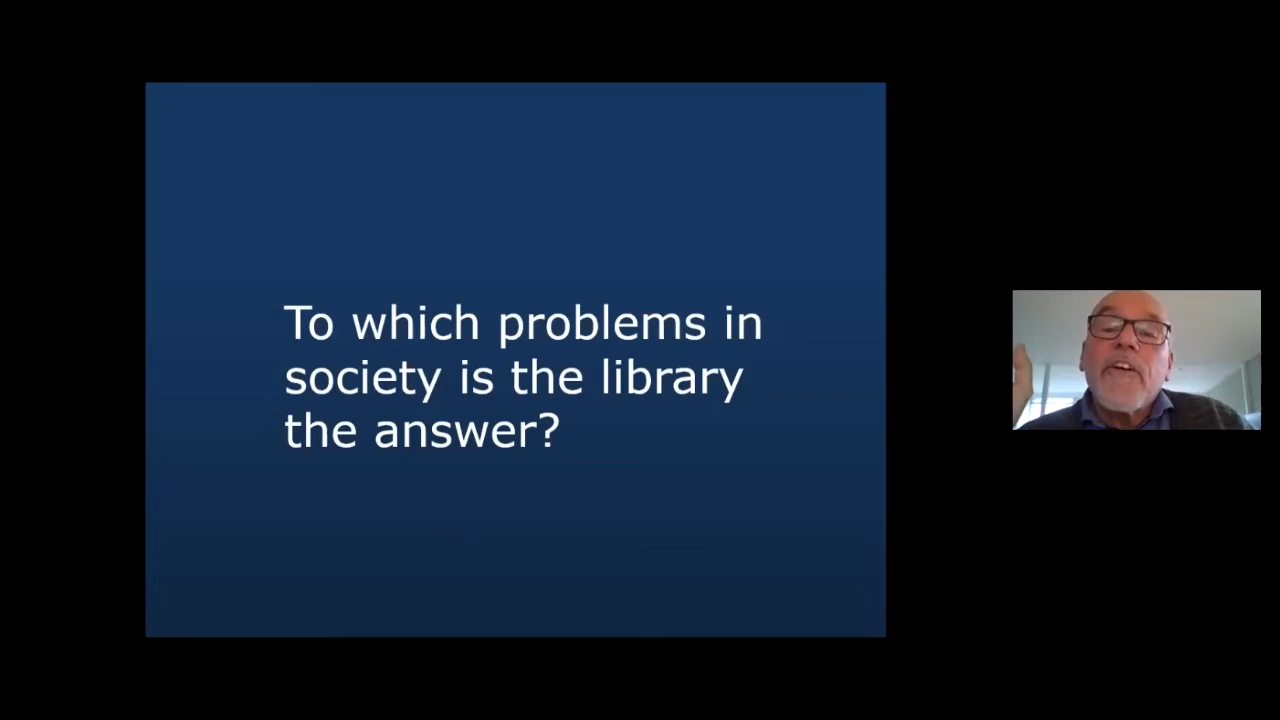 To which problems in
society is the library
the answer?